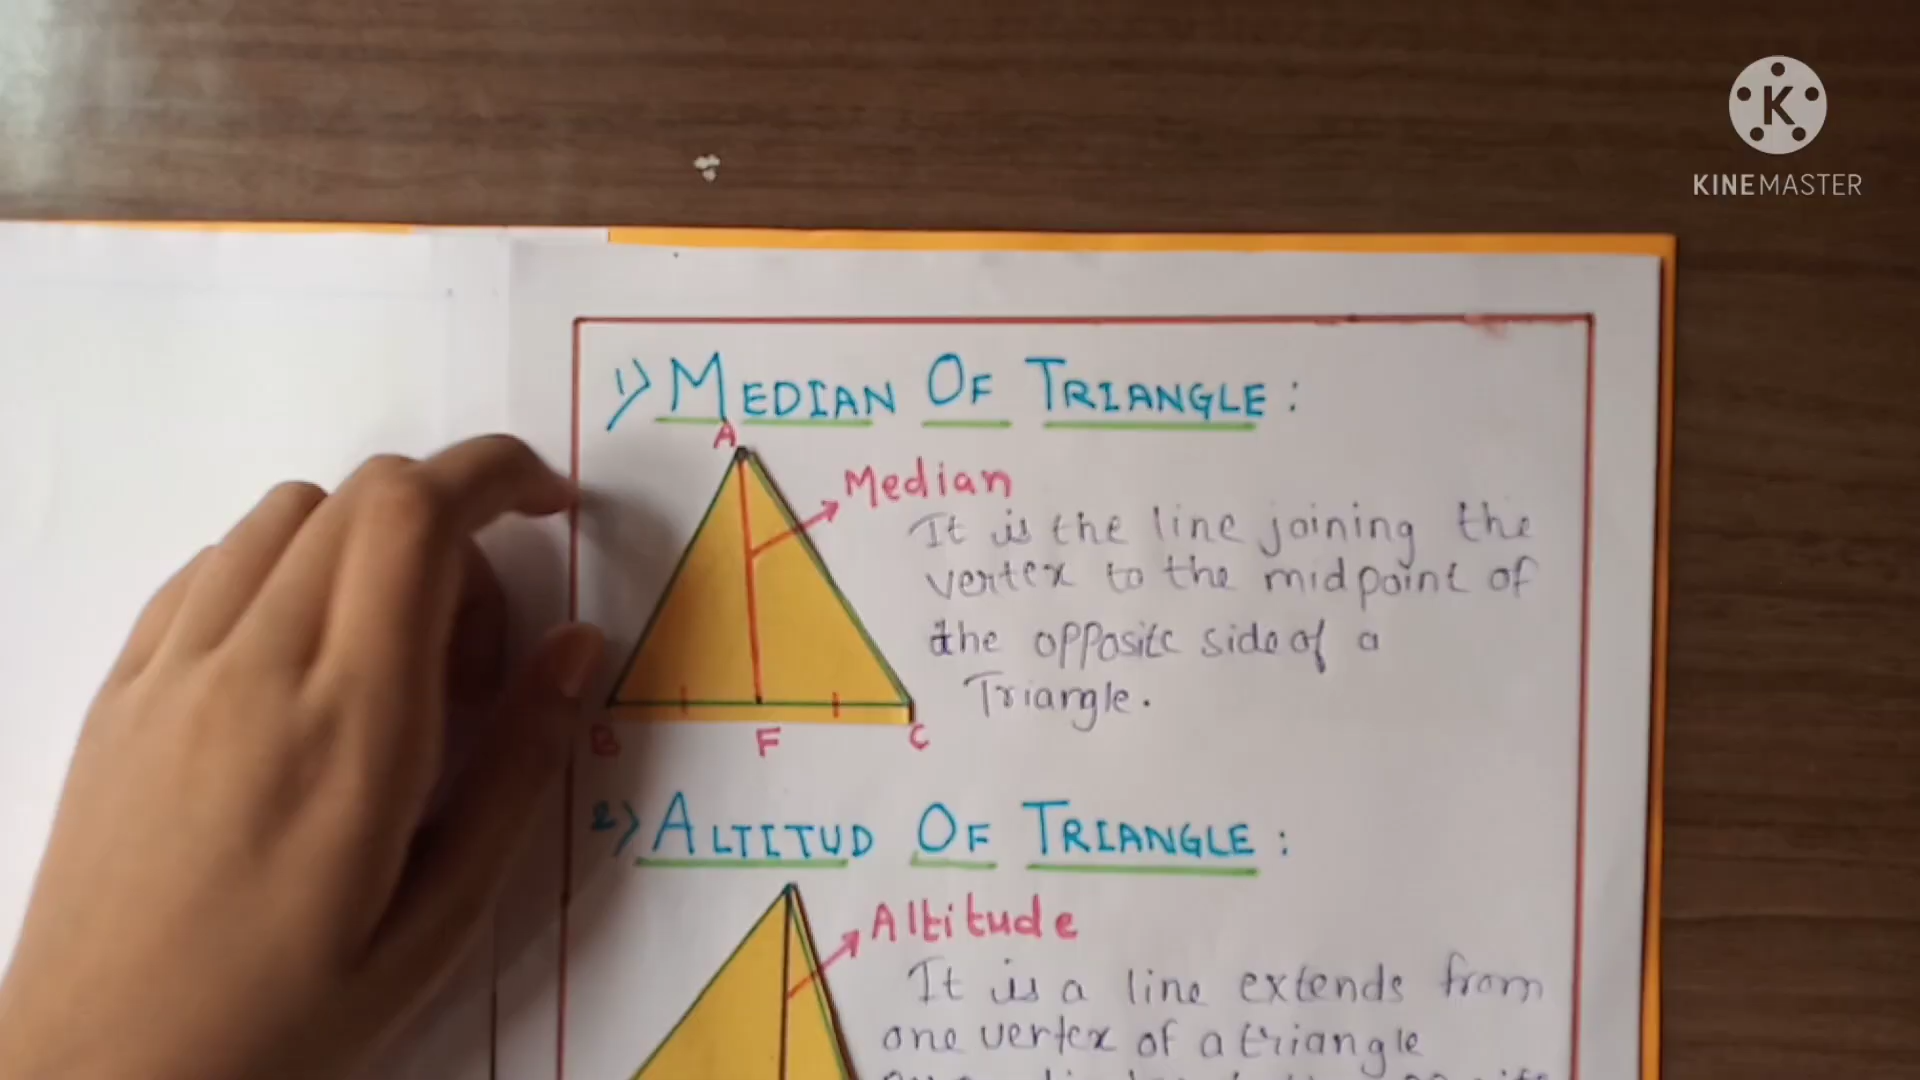 K
KINEMASTER
1) MEDIAN OF TRIANGLE:
A
Median
It is the line joining the
vertex to the midpoint of
the opposite side of a
Triangle.
B F C
2) ALTITUD OF TRIANGLE:
Altitude
It is a line extends from
one vertex of a triangle